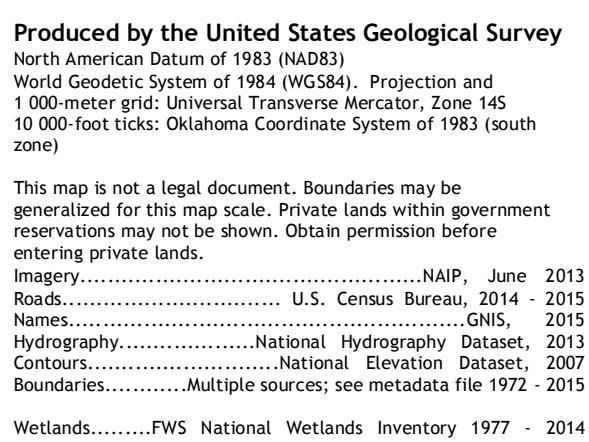 Produced by the United States Geological Survey
North American Datum of 1983 (NAD83)
World Geodetic System of 1984 (WGS84). Projection and
1 000-meter grid: Universal Transverse Mercator, Zone 14S
10 000-foot ticks: Oklahoma Coordinate System of 1983 (south
zone)
This map is not a legal document. Boundaries may be
generalized for this map scale. Private lands within government
reservations may not be shown. Obtain permission before
entering private lands.
Imagery.............................................NAIP, June 2013
Roads............................. U.S. Census Bureau, 2014 - 2015
Names....................................................GNIS, 2015
Hydrography..................National Hydrography Dataset, 2013
Contours.........................National Elevation Dataset, 2007
Boundaries...........Multiple sources; see metadata file 1972 - 2015
Wetlands.........FWS National Wetlands Inventory 1977 - 2014